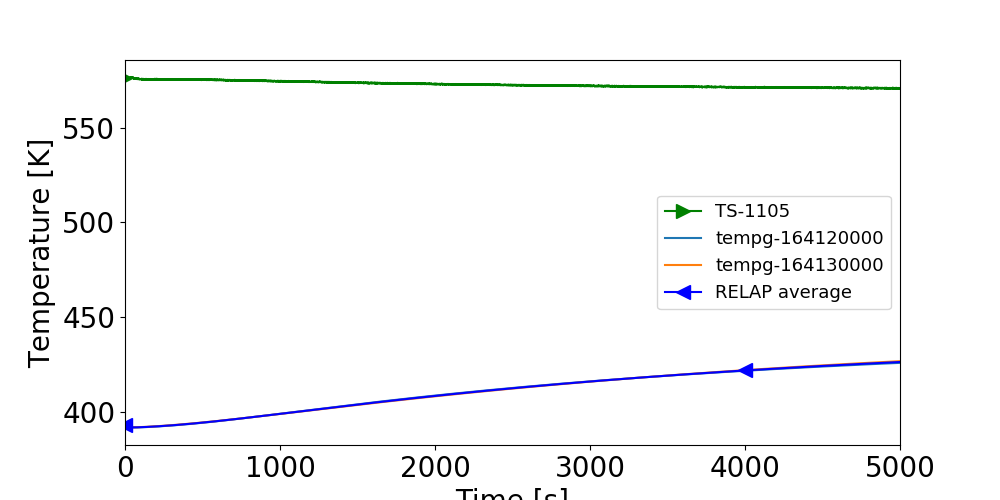 Temperature [K]
550
500
450
400
TS-1105
tempg-164120000
tempg-164130000
RELAP average
0 1000 2000 3000 4000 5000
Time [s]